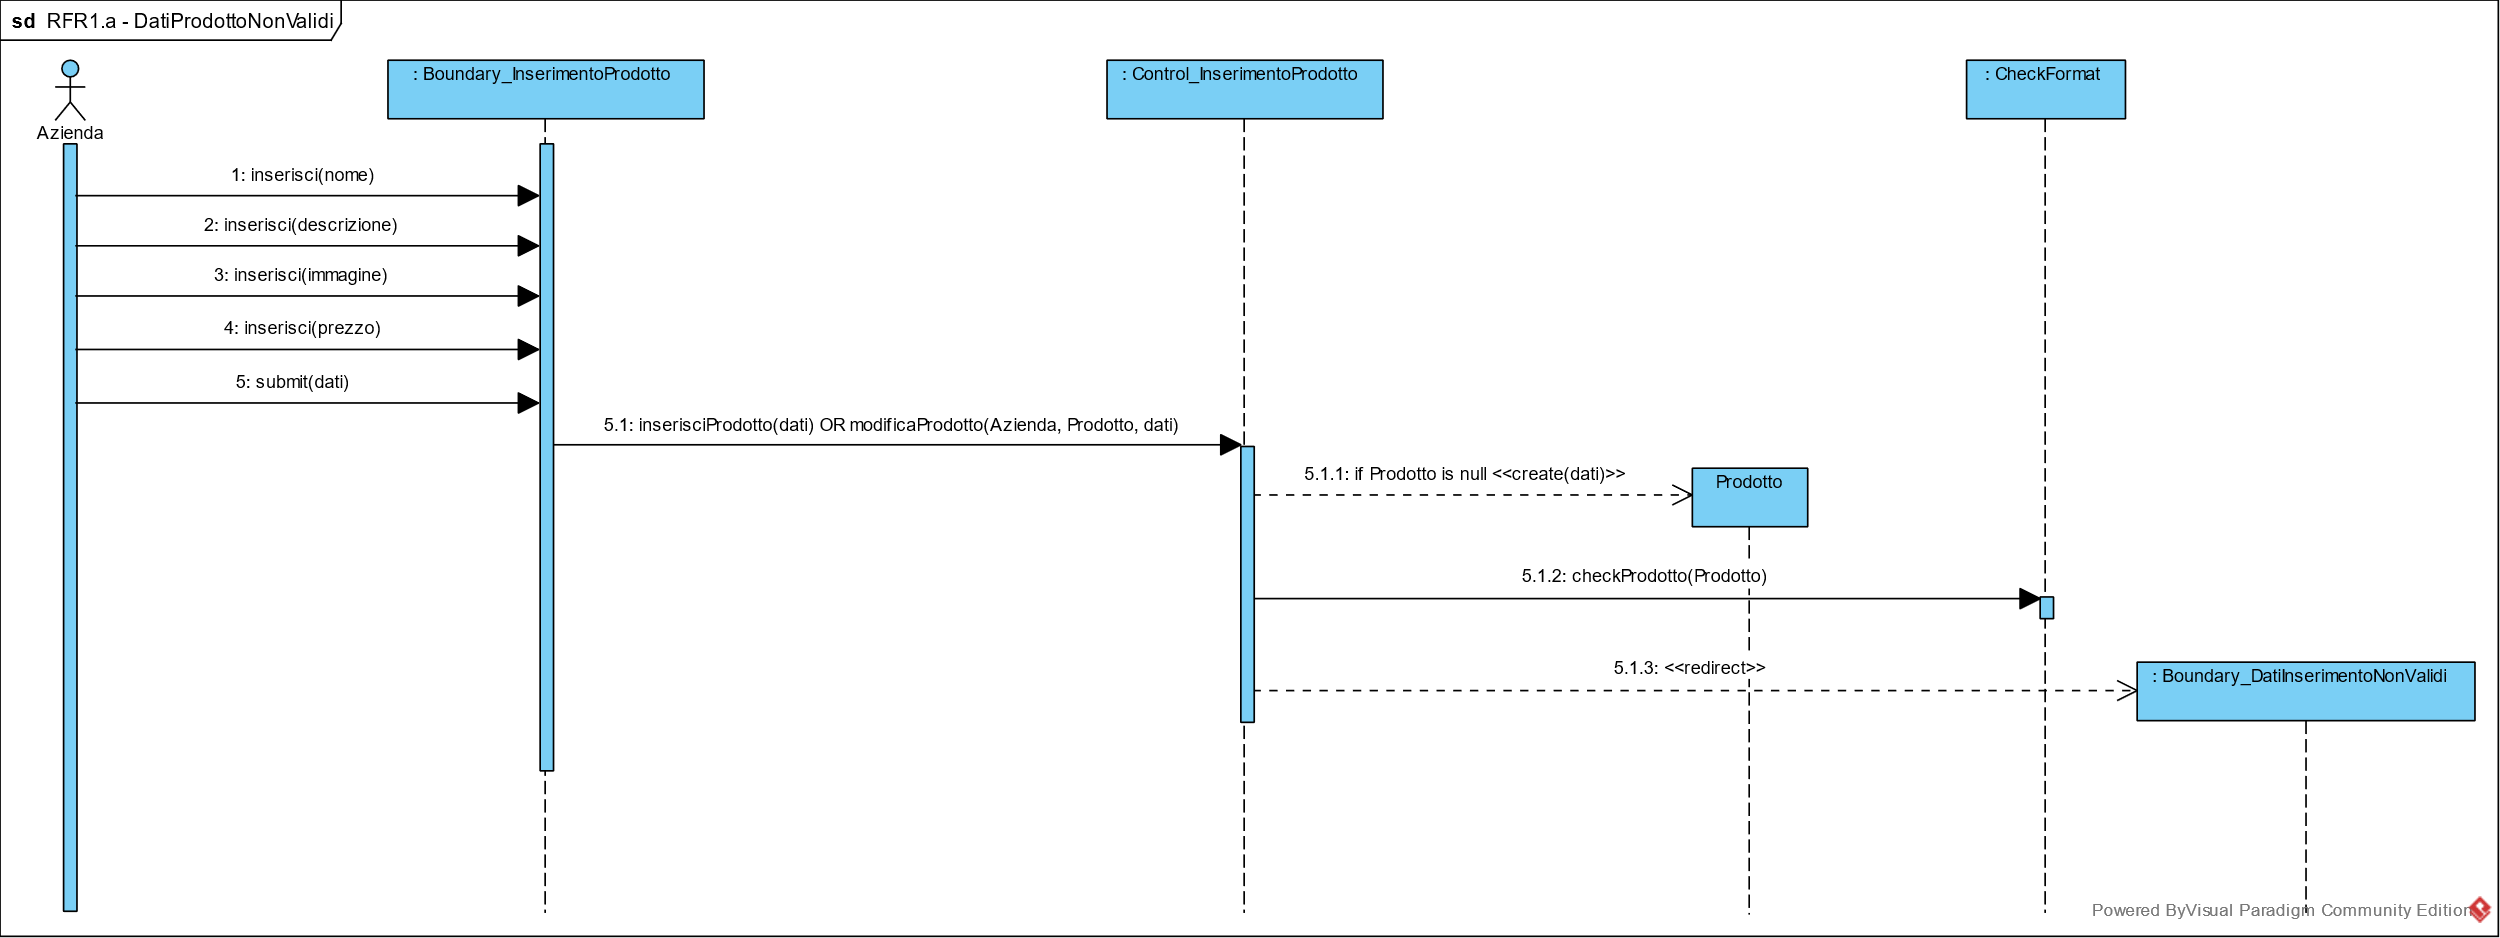 sd RFR1.a - DatiProdottoNonValidi
Azienda
: Boundary_InserimentoProdotto
: Control_InserimentoProdotto
: CheckFormat
1: inserisci(nome)
2: inserisci(descrizione)
3: inserisci(immagine)
4: inserisci(prezzo)
5: submit(dati)
5.1: inserisciProdotto(dati) OR modificaProdotto(Azienda, Prodotto, dati)
5.1.1: if Prodotto is null <<create(dati)>>
Prodotto
5.1.2: checkProdotto(Prodotto)
5.1.3: <<redirect>>
: Boundary_DatiInserimentoNonValidi
Powered ByVisual Paradigm Community Edition